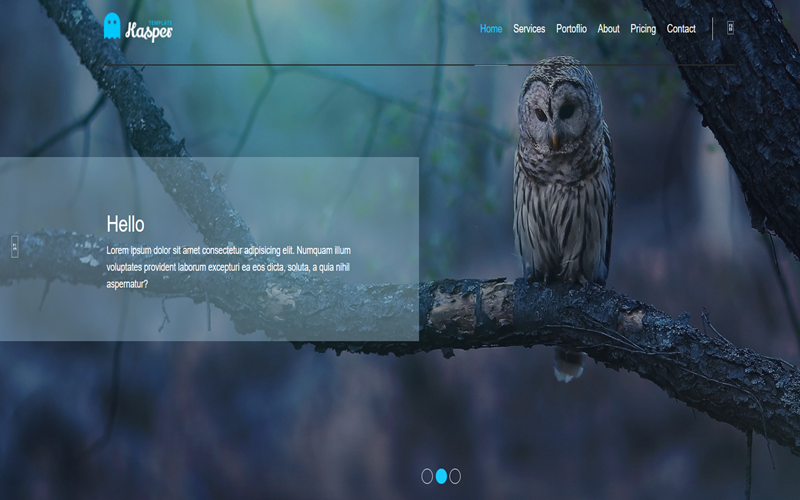 TEMPLATE
Kasper
Home Services Portoflio About Pricing Contact
Hello
Lorem ipsum dolor sit amet consectetur adipisicing elit. Numquam illum
voluptates provident laborum excepturi ea eos dicta, soluta, a quia nihil
aspernatur?